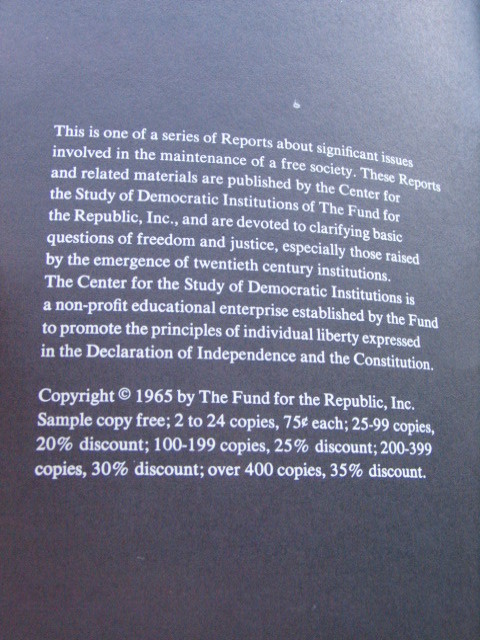 This is one of a series of Reports about significant issues
involved in the maintenance of a free society. These Reports
and related materials are published by the Center for
the Study of Democratic Institutions of The Fund for
the Republic, Inc., and are devoted to clarifying basic
questions of freedom and justice, especially those raised
by the emergence of twentieth century institutions.
The Center for the Study of Democratic Institutions is
a non-profit educational enterprise established by the Fund
to promote the principles of individual liberty expressed
in the Declaration of Independence and the Constitution.
Copyright © 1965 by The Fund for the Republic, Inc.
Sample copy free; 2 to 24 copies, 75¢ each; 25-99 copies,
20% discount; 100-199 copies, 25% discount; 200-399
copies, 30% discount; over 400 copies, 35% discount.